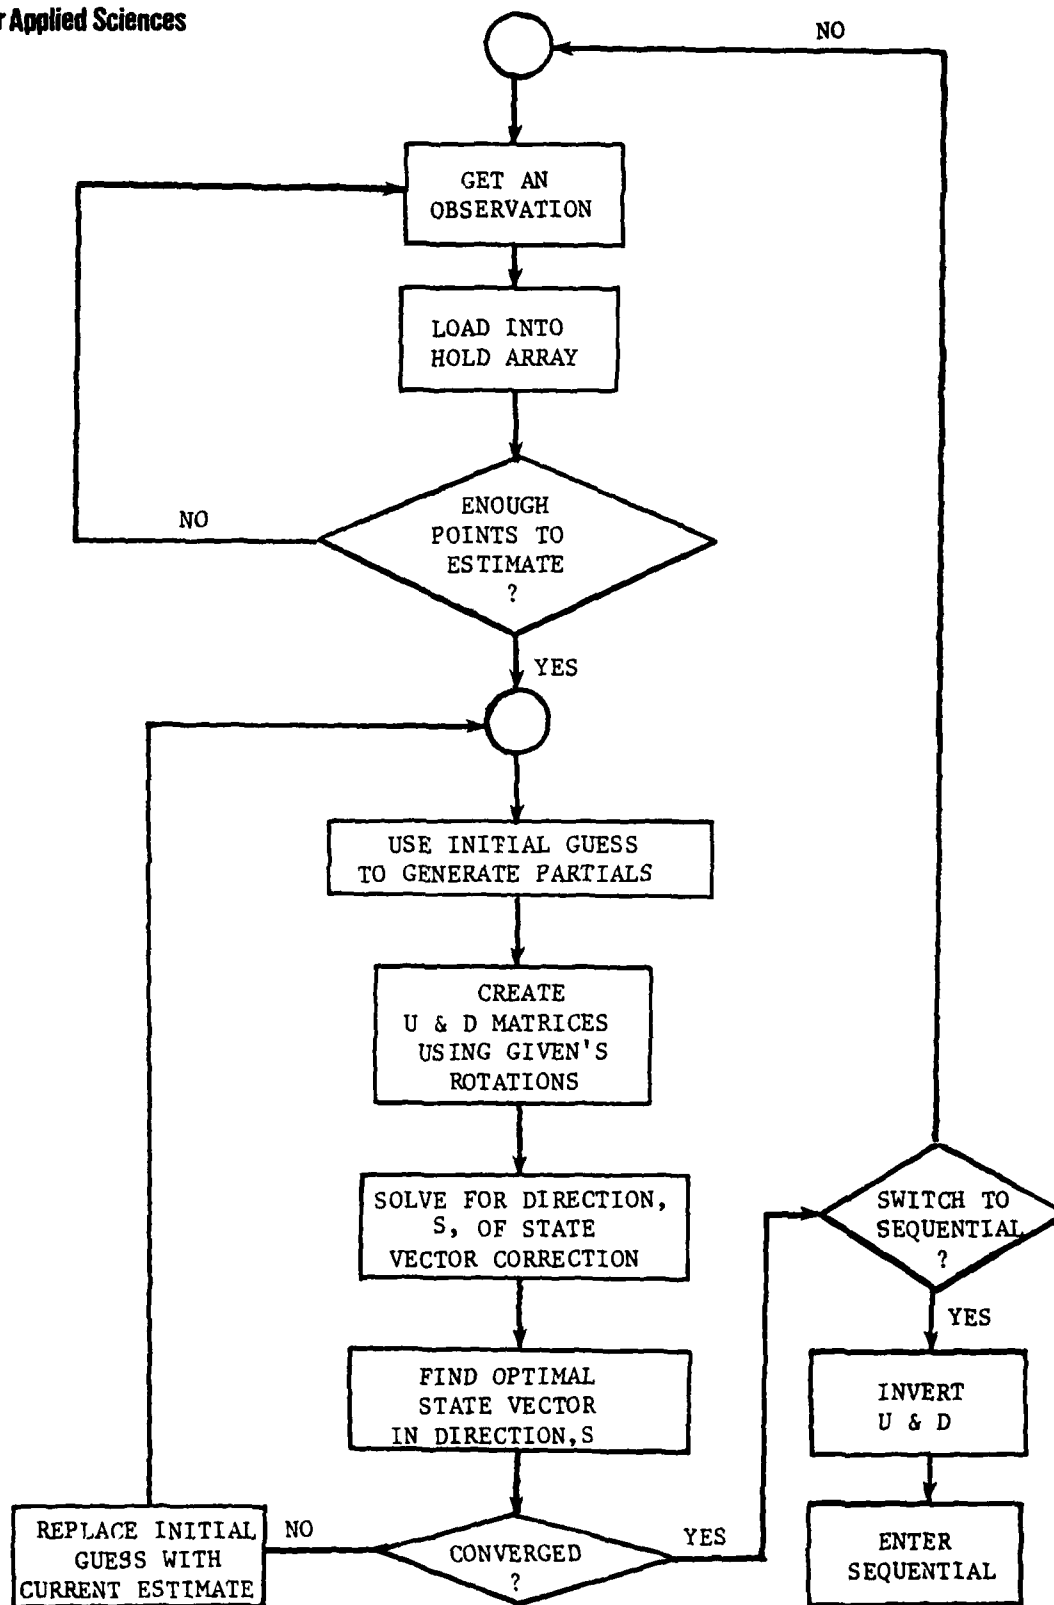 r Applied Sciences
NO
GET AN
OBSERVATION
LOAD INTO
HOLD ARRAY
ENOUGH
POINTS TO
ESTIMATE
?
NO
YES
USE INITIAL GUESS
TO GENERATE PARTIALS
CREATE
U & D MATRICES
USING GIVEN'S
ROTATIONS
SOLVE FOR DIRECTION,
S, OF STATE
VECTOR CORRECTION
FIND OPTIMAL
STATE VECTOR
IN DIRECTION,S
CONVERGED
?
NO
REPLACE INITIAL
GUESS WITH
CURRENT ESTIMATE
YES
SWITCH TO
SEQUENTIAL
?
YES
INVERT
U & D
ENTER
SEQUENTIAL